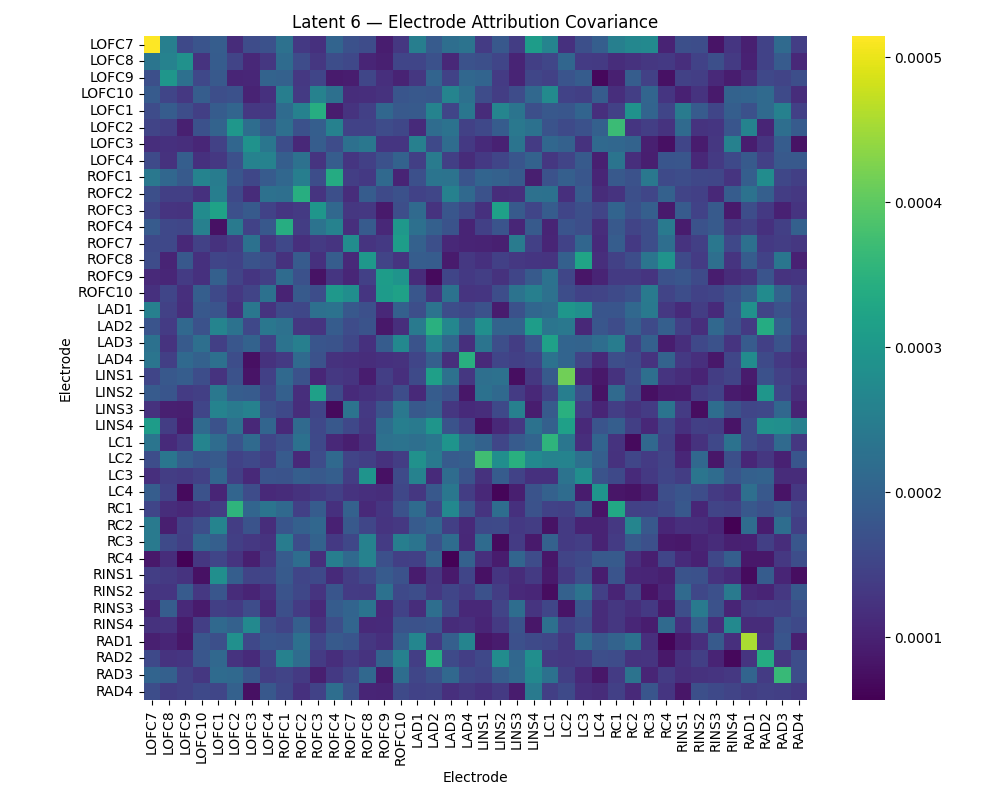 Latent 6 — Electrode Attribution Covariance
Electrode
LOFC7
LOFC8
LOFC9
LOFC10
LOFC1
LOFC2
LOFC3
LOFC4
ROFC1
ROFC2
ROFC3
ROFC4
ROFC7
ROFC8
ROFC9
ROFC10
LAD1
LAD2
LAD3
LAD4
LINS1
LINS2
LINS3
LINS4
LC1
LC2
LC3
LC4
RC1
RC2
RC3
RC4
RINS1
RINS2
RINS3
RINS4
RAD1
RAD2
RAD3
RAD4
LOFC7 LOFC8 LOFC9 LOFC10 LOFC1 LOFC2 LOFC3 LOFC4 ROFC1 ROFC2 ROFC3 ROFC4 ROFC7 ROFC8 ROFC9 ROFC10 LAD1 LAD2 LAD3 LAD4 LINS1 LINS2 LINS3 LINS4 LC1 LC2 LC3 LC4 RC1 RC2 RC3 RC4 RINS1 RINS2 RINS3 RINS4 RAD1 RAD2 RAD3 RAD4
Electrode
0.0005
0.0004
0.0003
0.0002
0.0001